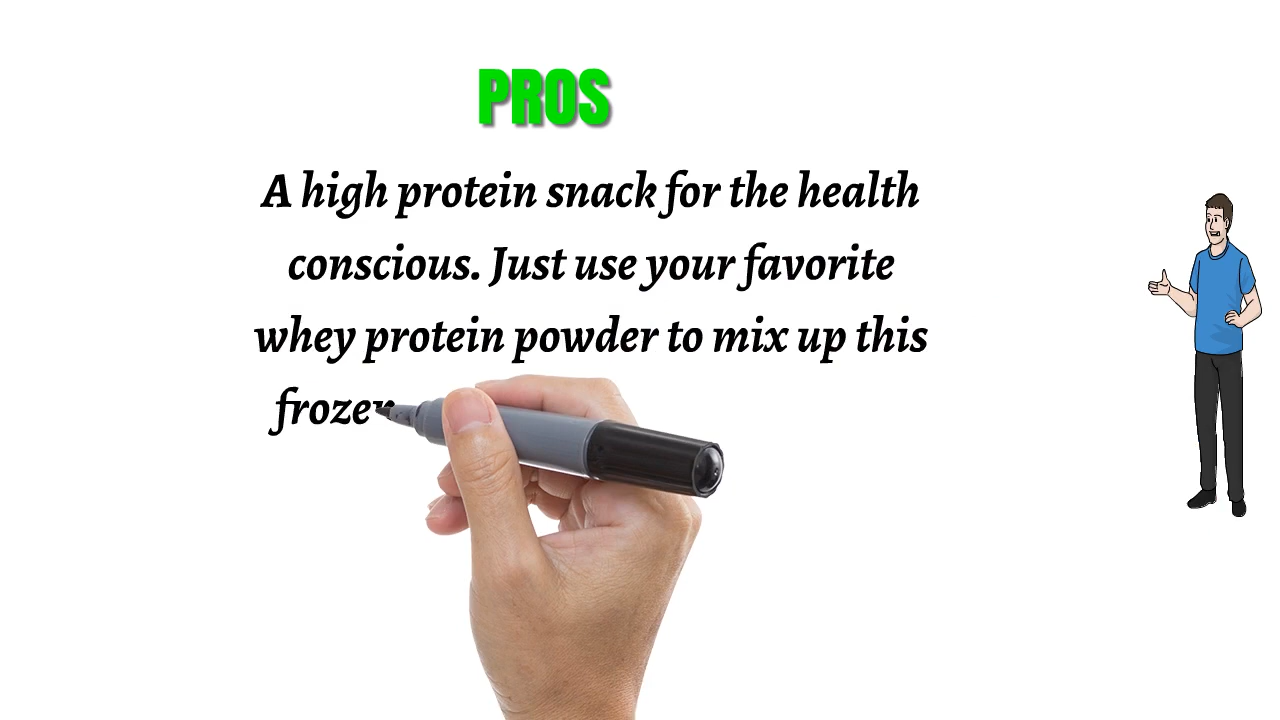 PROS
A high protein snack for the health
conscious. Just use your favorite
whey protein powder to mix up this
frozen